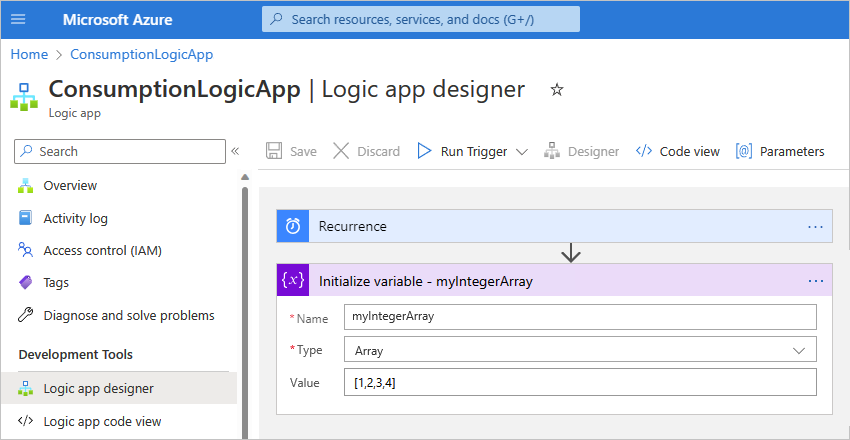 Microsoft Azure
Search resources, services, and docs (G+/)
Home > ConsumptionLogicApp
ConsumptionLogicApp | Logic app designer
Logic app
Search
Save Discard Run Trigger Designer </> Code view [@] Parameters
Overview
Activity log
Access control (IAM)
Tags
Diagnose and solve problems
Development Tools
Logic app designer
</> Logic app code view
Recurrence
{x} Initialize variable - myIntegerArray
* Name myIntegerArray
* Type Array
Value [1,2,3,4]